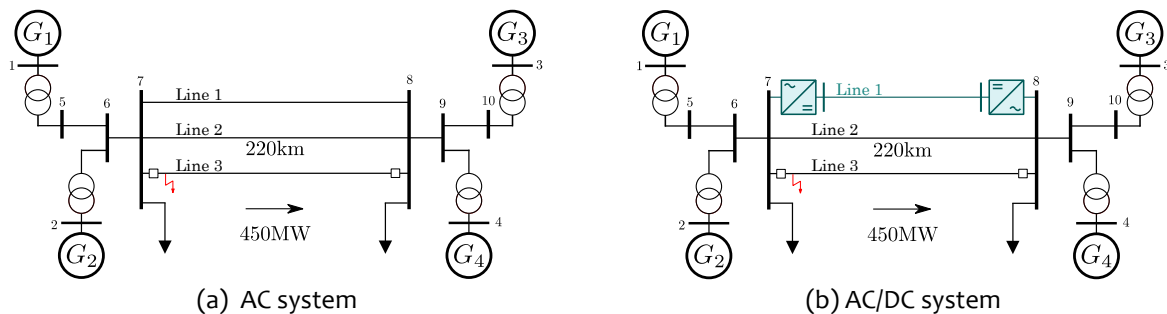 G1
G3
1
3
7
8
5
6
9
10
Line 1
Line 2
220km
Line 3
450MW
2
4
G2
G4
(a) AC system
G1
G3
1
3
7
8
5
6
9
10
~
=
Line 1
=
~
Line 2
220km
Line 3
450MW
2
4
G2
G4
(b) AC/DC system